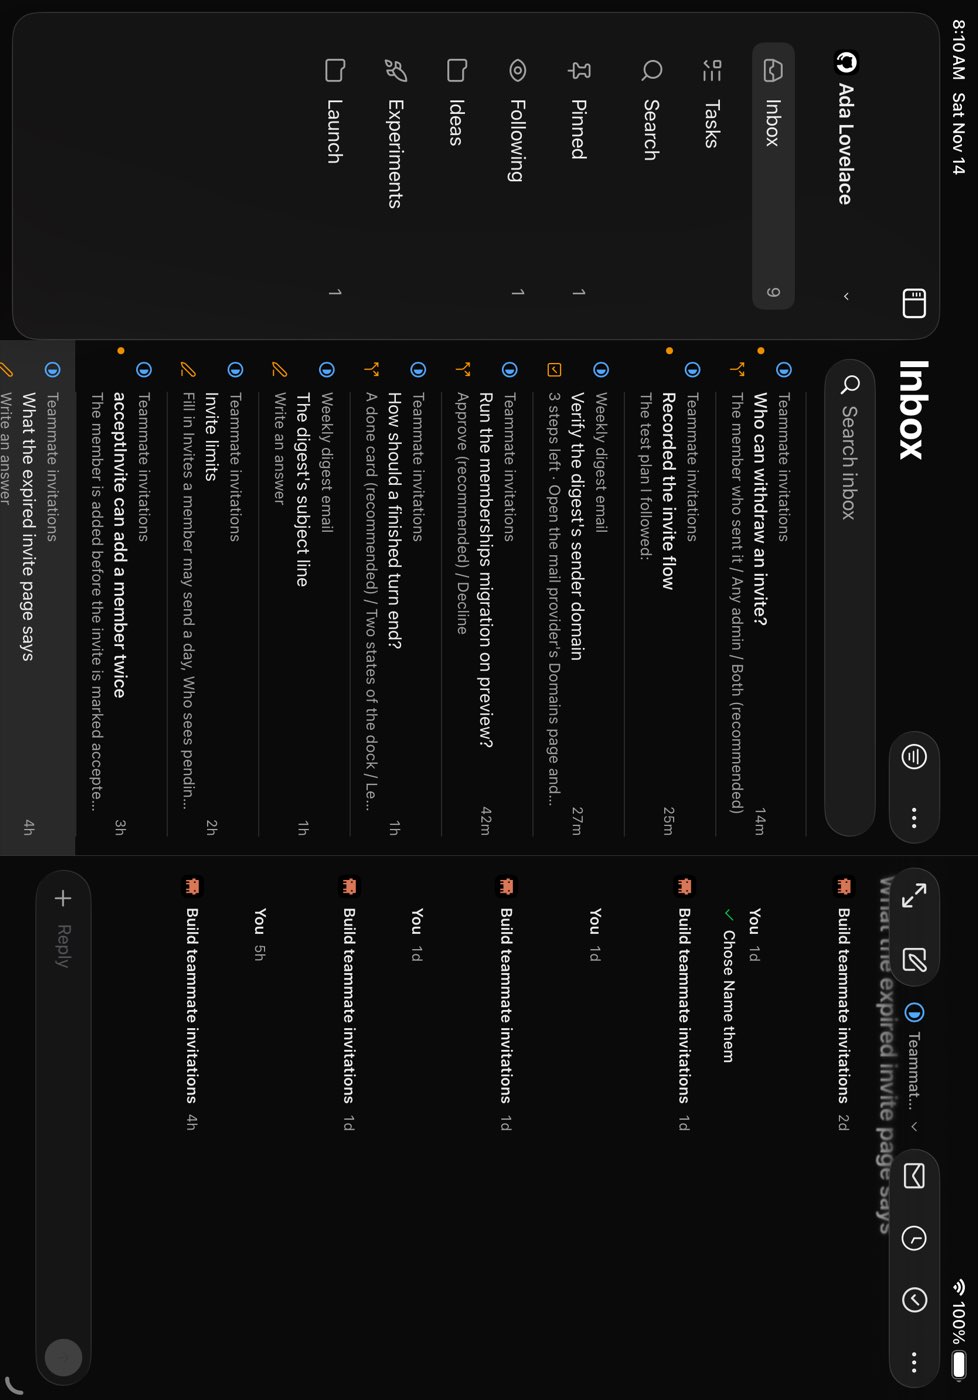 8:10 AM Sat Nov 14
100%
Ada Lovelace
Inbox 9
Tasks
Search
Pinned 1
Following 1
Ideas
Experiments
Launch 1
Inbox
Search inbox
Teammate invitations
Who can withdraw an invite? 14m
The member who sent it / Any admin / Both (recommended)
Teammate invitations
Recorded the invite flow 25m
The test plan I followed:
Weekly digest email
Verify the digest's sender domain 27m
3 steps left · Open the mail provider's Domains page and...
Teammate invitations
Run the memberships migration on preview? 42m
Approve (recommended) / Decline
Teammate invitations
How should a finished turn end? 1h
A done card (recommended) / Two states of the dock / Le...
Weekly digest email
The digest's subject line 1h
Write an answer
Teammate invitations
Invite limits 2h
Fill in Invites a member may send a day, Who sees pendin...
Teammate invitations
acceptInvite can add a member twice 3h
The member is added before the invite is marked accepte...
Teammate invitations
What the expired invite page says 4h
Write an answer
Teammat...
What the expired invite page says
Build teammate invitations 2d
You 1d
Chose Name them
Build teammate invitations 1d
You 1d
Build teammate invitations 1d
You 1d
Build teammate invitations 1d
You 5h
Build teammate invitations 4h
Reply